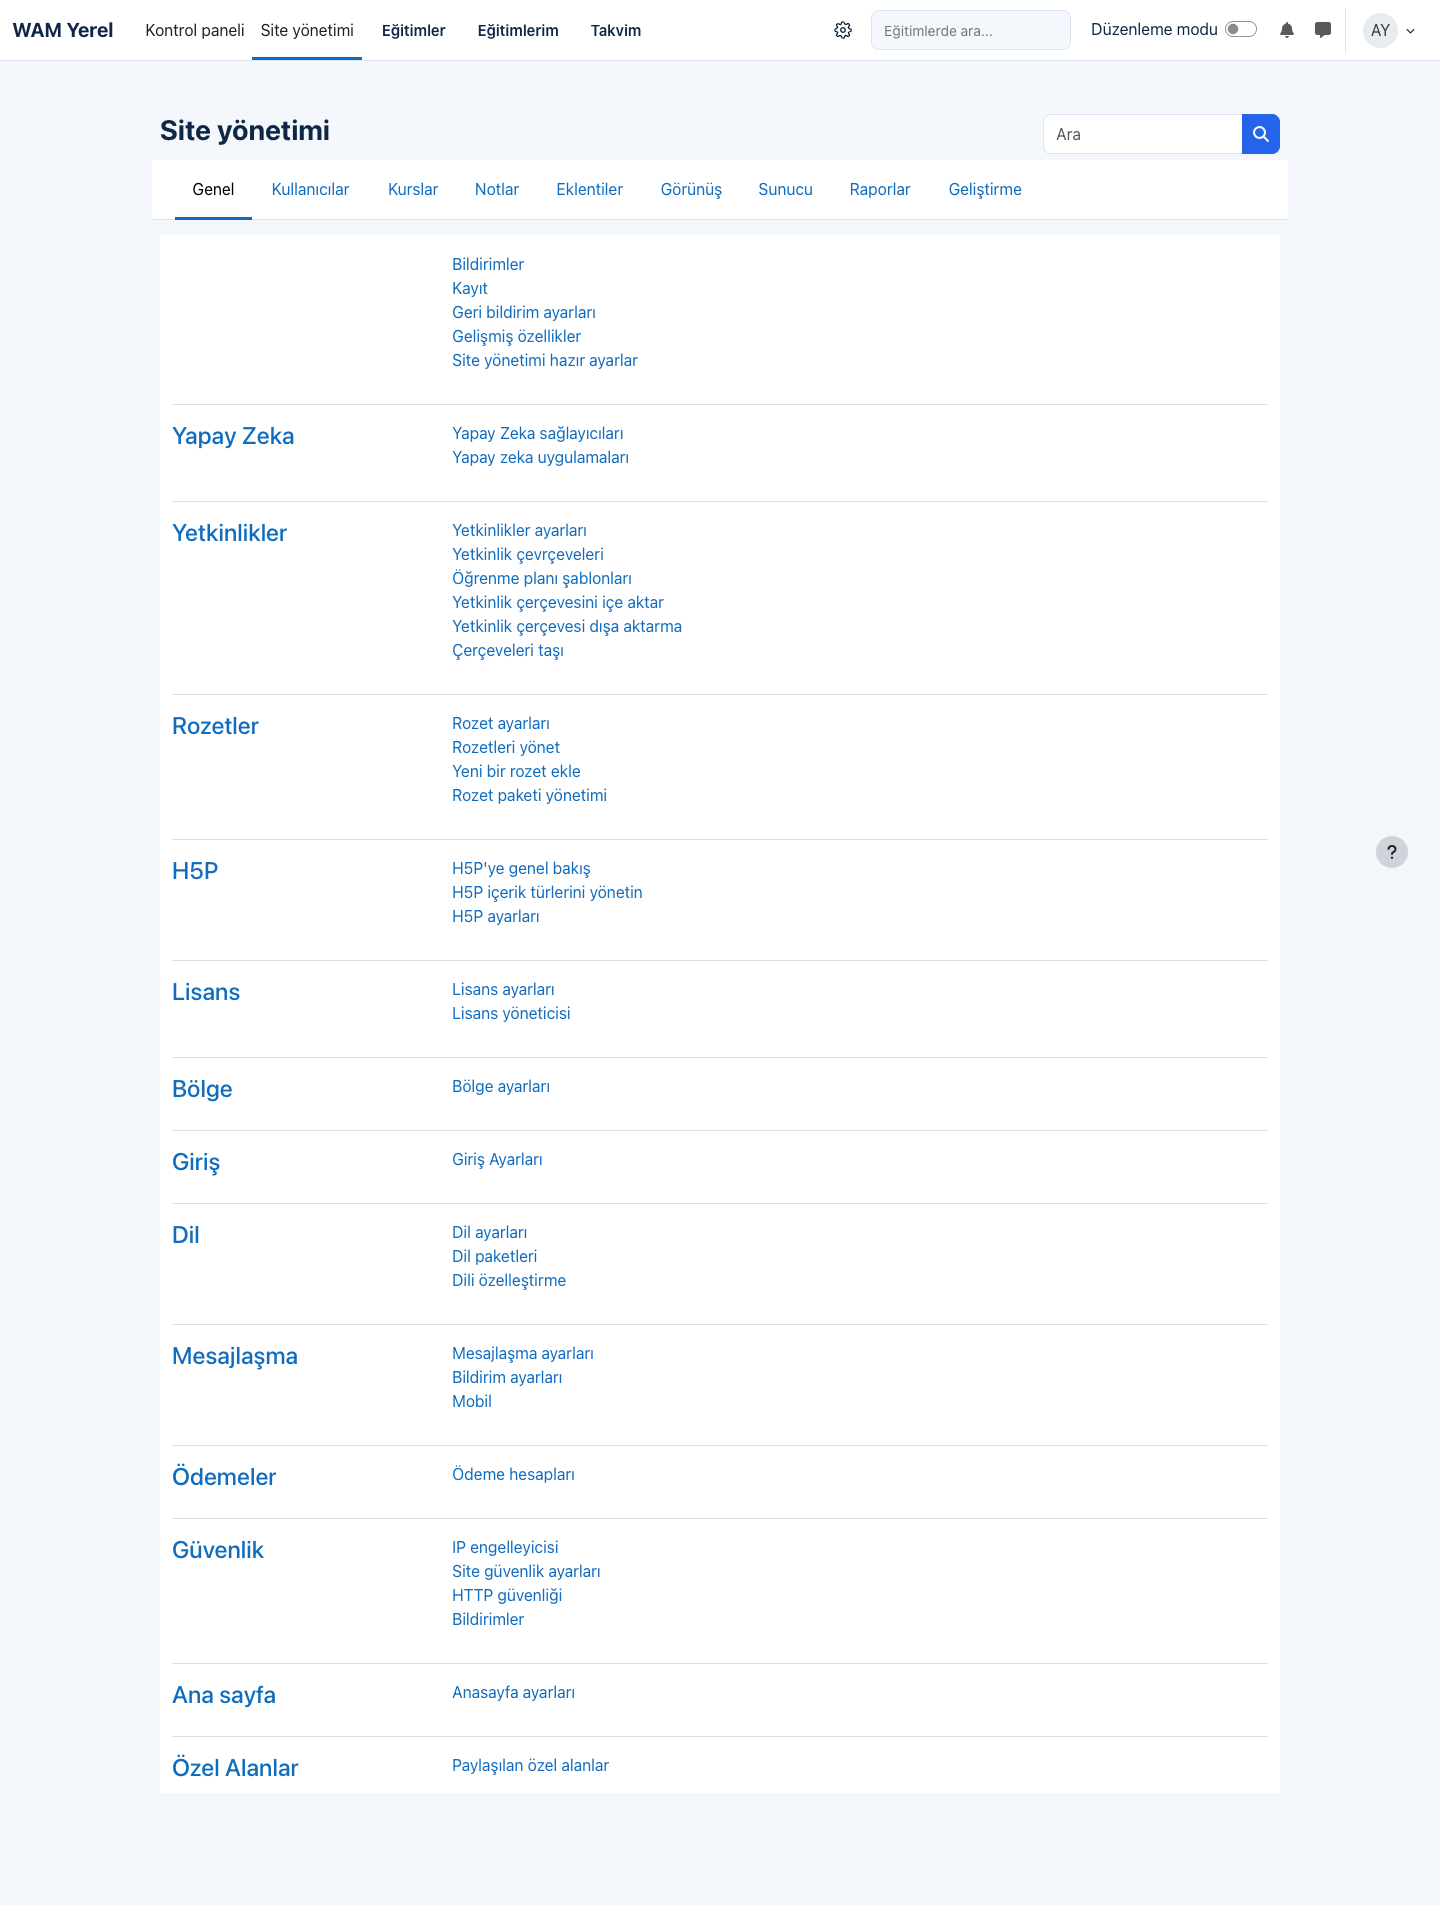 WAM Yerel Kontrol paneli Site yönetimi Eğitimler Eğitimlerim Takvim Eğitimlerde ara... Düzenleme modu AY
Site yönetimi
Ara
Genel Kullanıcılar Kurslar Notlar Eklentiler Görünüş Sunucu Raporlar Geliştirme
Bildirimler
Kayıt
Geri bildirim ayarları
Gelişmiş özellikler
Site yönetimi hazır ayarlar
Yapay Zeka
Yapay Zeka sağlayıcıları
Yapay zeka uygulamaları
Yetkinlikler
Yetkinlikler ayarları
Yetkinlik çevrçeveleri
Öğrenme planı şablonları
Yetkinlik çerçevesini içe aktar
Yetkinlik çerçevesi dışa aktarma
Çerçeveleri taşı
Rozetler
Rozet ayarları
Rozetleri yönet
Yeni bir rozet ekle
Rozet paketi yönetimi
H5P
H5P'ye genel bakış
H5P içerik türlerini yönetin
H5P ayarları
?
Lisans
Lisans ayarları
Lisans yöneticisi
Bölge
Bölge ayarları
Giriş
Giriş Ayarları
Dil
Dil ayarları
Dil paketleri
Dili özelleştirme
Mesajlaşma
Mesajlaşma ayarları
Bildirim ayarları
Mobil
Ödemeler
Ödeme hesapları
Güvenlik
IP engelleyicisi
Site güvenlik ayarları
HTTP güvenliği
Bildirimler
Ana sayfa
Anasayfa ayarları
Özel Alanlar
Paylaşılan özel alanlar